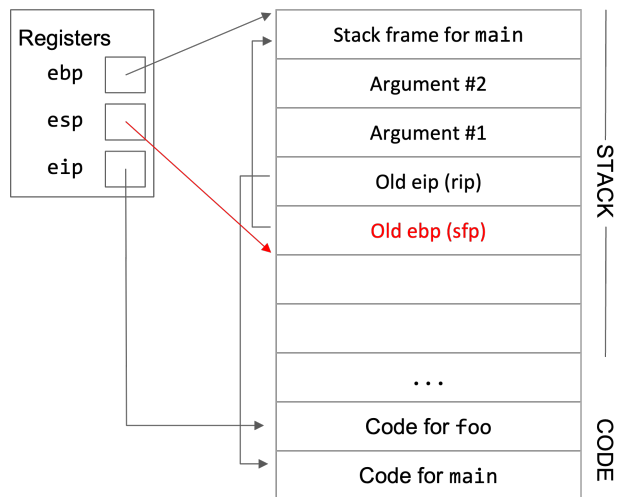 Registers
ebp
esp
eip
Stack frame for main
Argument #2
Argument #1
Old eip (rip)
Old ebp (sfp)
...
Code for foo
Code for main
STACK
CODE